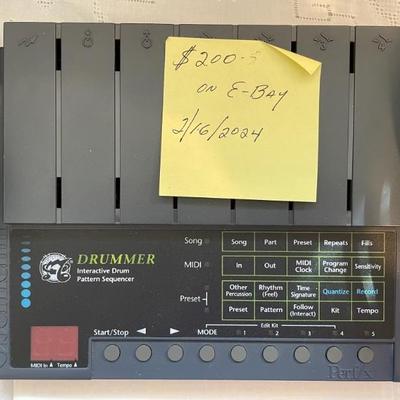 $200.-
ON E-BAY
2/16/2024
DRUMMER
Interactive Drum
Pattern Sequencer
Song
MIDI
Preset
Song Part Preset Repeats Fills
In Out MIDI Clock Program Change Sensitivity
Other Percussion Rhythm (Feel) Time Signature Quantize Record
Preset Pattern Follow (Interact) Kit Tempo
Edit Kit
Start/Stop MODE 1 2 3 4 5
MIDI In Tempo